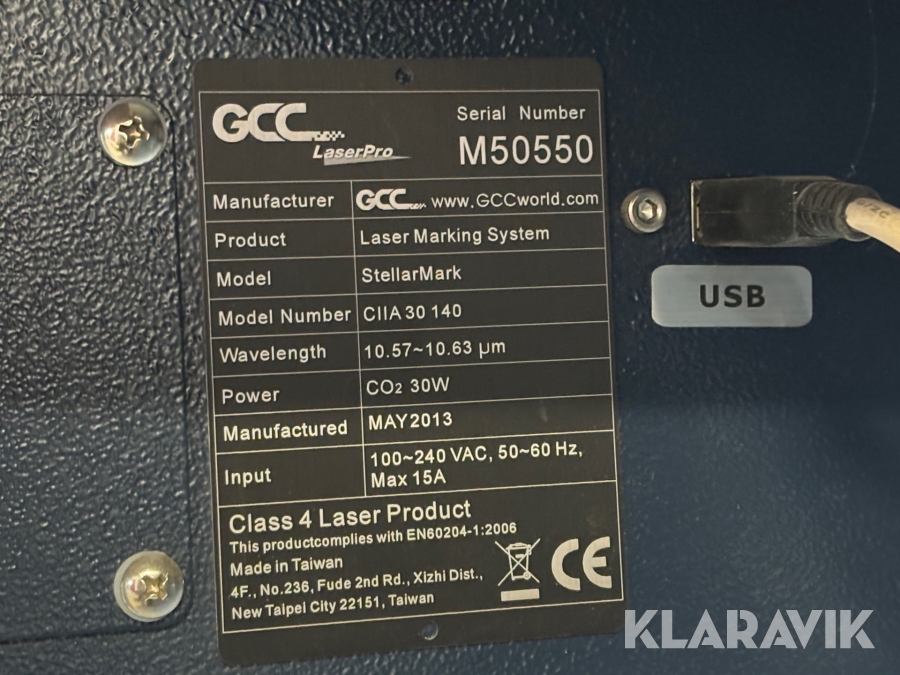 GCC
LaserPro
Serial Number
M50550
Manufacturer GCC www.GCCworld.com
Product Laser Marking System
Model StellarMark
Model Number CIIA 30 140
Wavelength 10.57~10.63 µm
Power CO2 30W
Manufactured MAY2013
Input 100~240 VAC, 50~60 Hz,
Max 15A
Class 4 Laser Product
This productcomplies with EN60204-1:2006
Made in Taiwan
4F., No.236, Fude 2nd Rd., Xizhi Dist.,
New Taipei City 22151, Taiwan
CE
USB
KLARAVIK